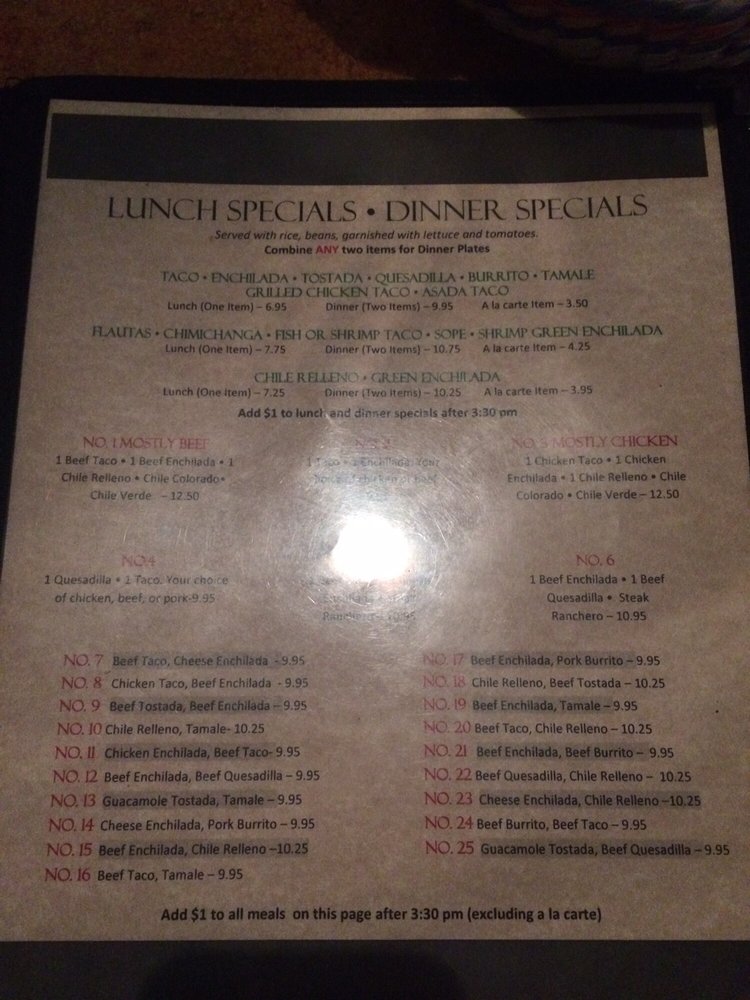 LUNCH SPECIALS • DINNER SPECIALS
Served with rice, beans, garnished with lettuce and tomatoes.
Combine ANY two items for Dinner Plates
TACO • ENCHILADA • TOSTADA • QUESADILLA • BURRITO • TAMALE
GRILLED CHICKEN TACO • ASADA TACO
Lunch (One Item) – 6.95 Dinner (Two Items) – 9.95 A la carte Item – 3.50
FLAUTAS • CHIMICHANGA • FISH OR SHRIMP TACO • SOPE • SHRIMP GREEN ENCHILADA
Lunch (One Item) – 7.75 Dinner (Two Items) – 10.75 A la carte Item – 4.25
CHILE RELLENO • GREEN ENCHILADA
Lunch (One Item) – 7.25 Dinner (Two Items) – 10.25 A la carte Item – 3.95
Add $1 to lunch and dinner specials after 3:30 pm
NO. 1 MOSTLY BEEF
1 Beef Taco • 1 Beef Enchilada • 1
Chile Relleno • Chile Colorado•
Chile Verde – 12.50
1 Taco • 1 Enchilada. Your
choice of chicken or beef
NO. 3 MOSTLY CHICKEN
1 Chicken Taco • 1 Chicken
Enchilada • 1 Chile Relleno • Chile
Colorado • Chile Verde – 12.50
NO.4
1 Quesadilla • 1 Taco. Your choice
of chicken, beef, or pork-9.95
Ranchero – 10.95
NO. 6
1 Beef Enchilada • 1 Beef
Quesadilla • Steak
Ranchero – 10.95
NO. 7 Beef Taco, Cheese Enchilada - 9.95
NO. 8 Chicken Taco, Beef Enchilada - 9.95
NO. 9 Beef Tostada, Beef Enchilada – 9.95
NO. 10 Chile Relleno, Tamale- 10.25
NO. 11 Chicken Enchilada, Beef Taco- 9.95
NO. 12 Beef Enchilada, Beef Quesadilla – 9.95
NO. 13 Guacamole Tostada, Tamale – 9.95
NO. 14 Cheese Enchilada, Pork Burrito – 9.95
NO. 15 Beef Enchilada, Chile Relleno –10.25
NO. 16 Beef Taco, Tamale – 9.95
NO. 17 Beef Enchilada, Pork Burrito – 9.95
NO. 18 Chile Relleno, Beef Tostada – 10.25
NO. 19 Beef Enchilada, Tamale – 9.95
NO. 20 Beef Taco, Chile Relleno – 10.25
NO. 21 Beef Enchilada, Beef Burrito – 9.95
NO. 22 Beef Quesadilla, Chile Relleno – 10.25
NO. 23 Cheese Enchilada, Chile Relleno –10.25
NO. 24 Beef Burrito, Beef Taco – 9.95
NO. 25 Guacamole Tostada, Beef Quesadilla – 9.95
Add $1 to all meals on this page after 3:30 pm (excluding a la carte)